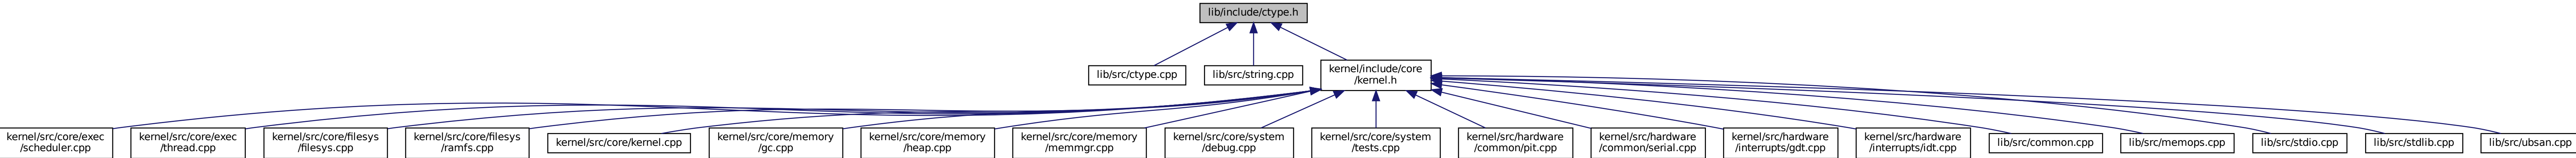 lib/include/ctype.h
lib/src/ctype.cpp
lib/src/string.cpp
kernel/include/core
/kernel.h
kernel/src/core/exec
/scheduler.cpp
kernel/src/core/exec
/thread.cpp
kernel/src/core/filesys
/filesys.cpp
kernel/src/core/filesys
/ramfs.cpp
kernel/src/core/kernel.cpp
kernel/src/core/memory
/gc.cpp
kernel/src/core/memory
/heap.cpp
kernel/src/core/memory
/memmgr.cpp
kernel/src/core/system
/debug.cpp
kernel/src/core/system
/tests.cpp
kernel/src/hardware
/common/pit.cpp
kernel/src/hardware
/common/serial.cpp
kernel/src/hardware
/interrupts/gdt.cpp
kernel/src/hardware
/interrupts/idt.cpp
lib/src/common.cpp
lib/src/memops.cpp
lib/src/stdio.cpp
lib/src/stdlib.cpp
lib/src/ubsan.cpp